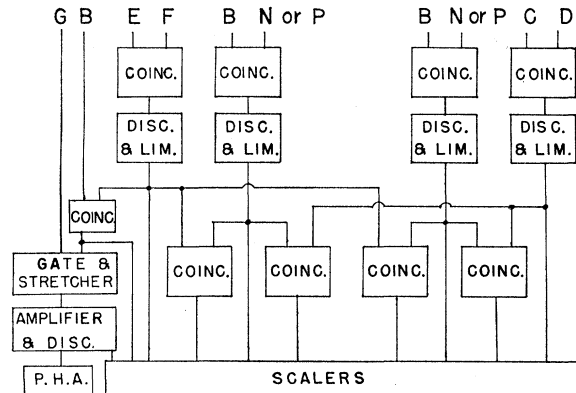 G B E F B N or P B N or P C D
COINC. COINC. COINC. COINC.
DISC. & LIM. DISC. & LIM. DISC. & LIM. DISC. & LIM.
COINC.
COINC. COINC. COINC. COINC.
GATE & STRETCHER
AMPLIFIER & DISC.
P. H. A.
SCALERS